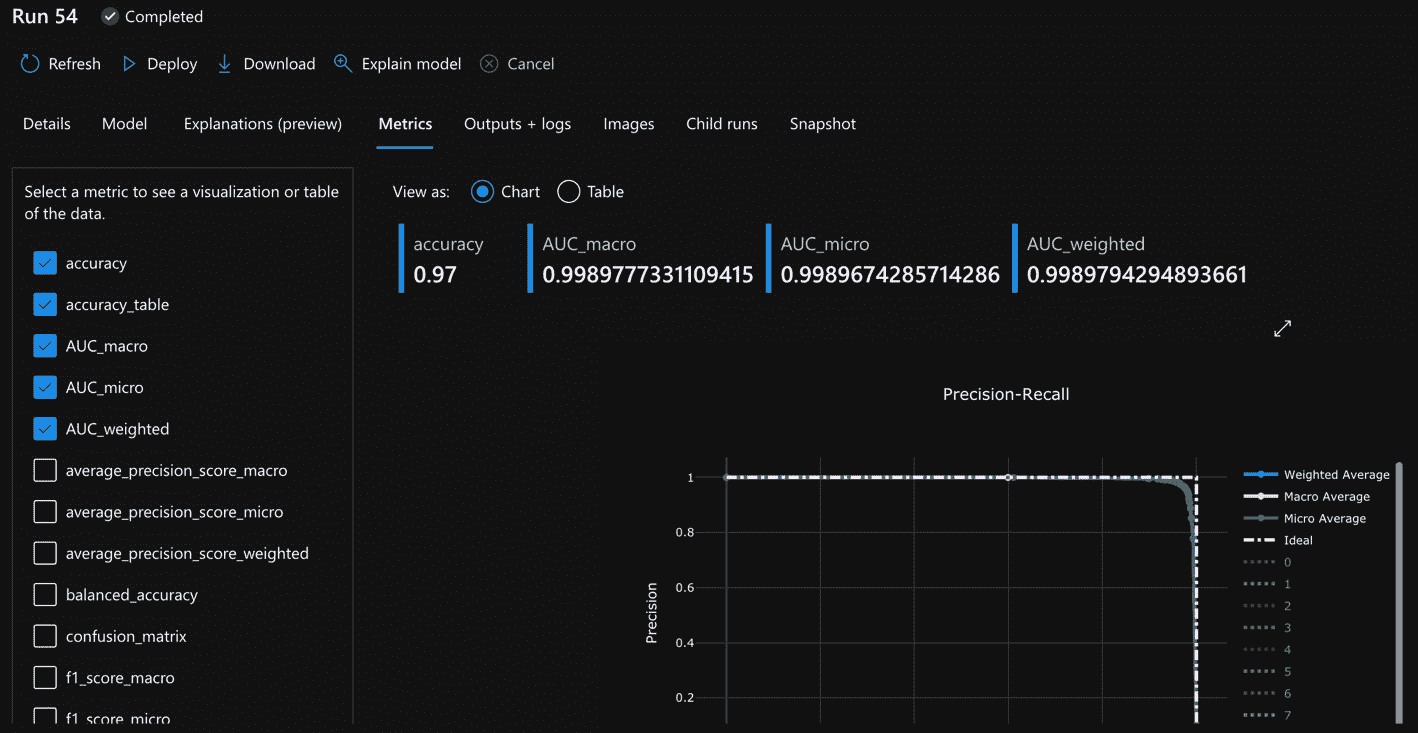 Run 54 Completed
Refresh Deploy Download Explain model Cancel
Details Model Explanations (preview) Metrics Outputs + logs Images Child runs Snapshot
Select a metric to see a visualization or table
of the data.
accuracy
accuracy_table
AUC_macro
AUC_micro
AUC_weighted
average_precision_score_macro
average_precision_score_micro
average_precision_score_weighted
balanced_accuracy
confusion_matrix
f1_score_macro
f1_score_micro
View as: Chart Table
accuracy AUC_macro AUC_micro AUC_weighted
0.97 0.9989777331109415 0.9989674285714286 0.9989794294893661
Precision-Recall
Precision
1
0.8
0.6
0.4
0.2
Weighted Average
Macro Average
Micro Average
Ideal
0
1
2
3
4
5
6
7